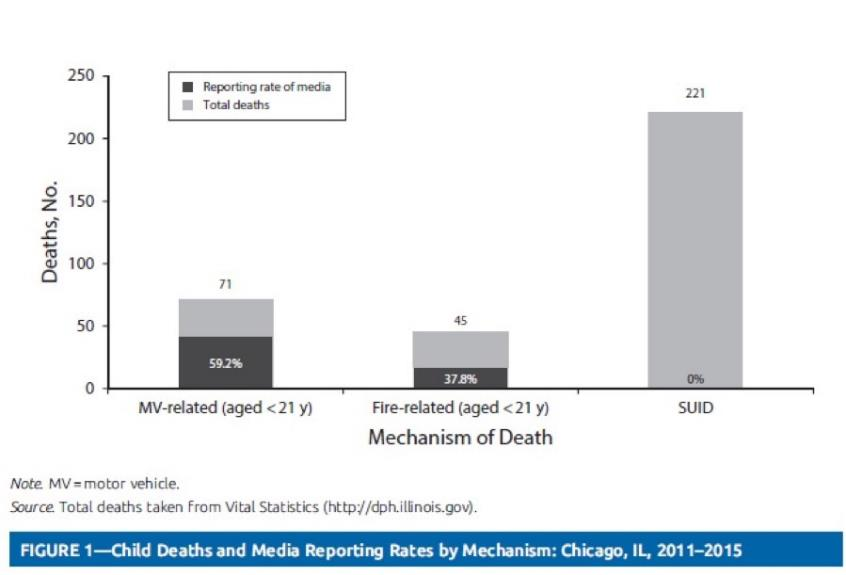 250
Reporting rate of media
Total deaths
221
200
150
Deaths, No.
100
71
50
45
59.2%
37.8%
0%
0
MV-related (aged <21 y) Fire-related (aged <21 y) SUID
Mechanism of Death
Note. MV = motor vehicle.
Source. Total deaths taken from Vital Statistics (http://dph.illinois.gov).
FIGURE 1—Child Deaths and Media Reporting Rates by Mechanism: Chicago, IL, 2011–2015